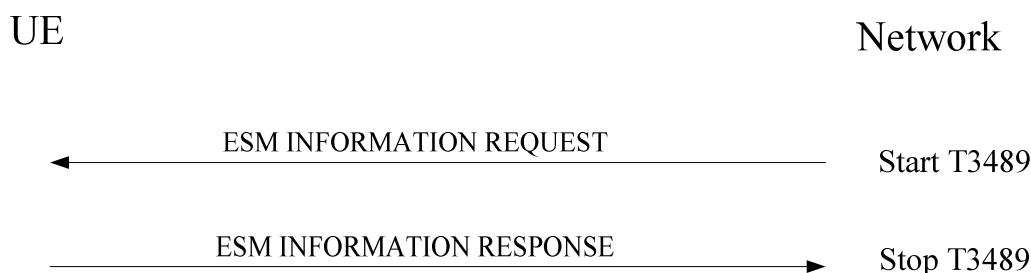 UE
Network
ESM INFORMATION REQUEST
Start T3489
ESM INFORMATION RESPONSE
Stop T3489